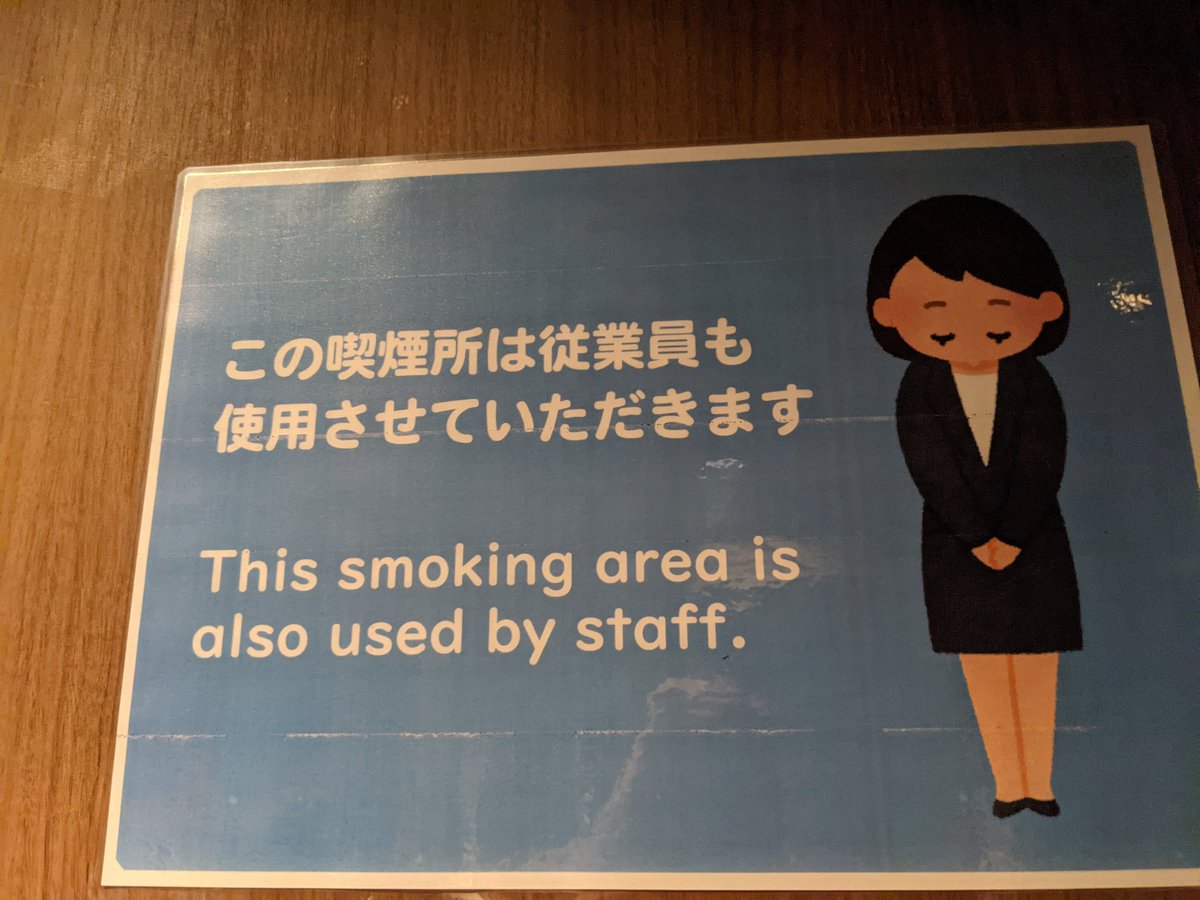 この喫煙所は従業員も
使用させていただきます
This smoking area is
also used by staff.